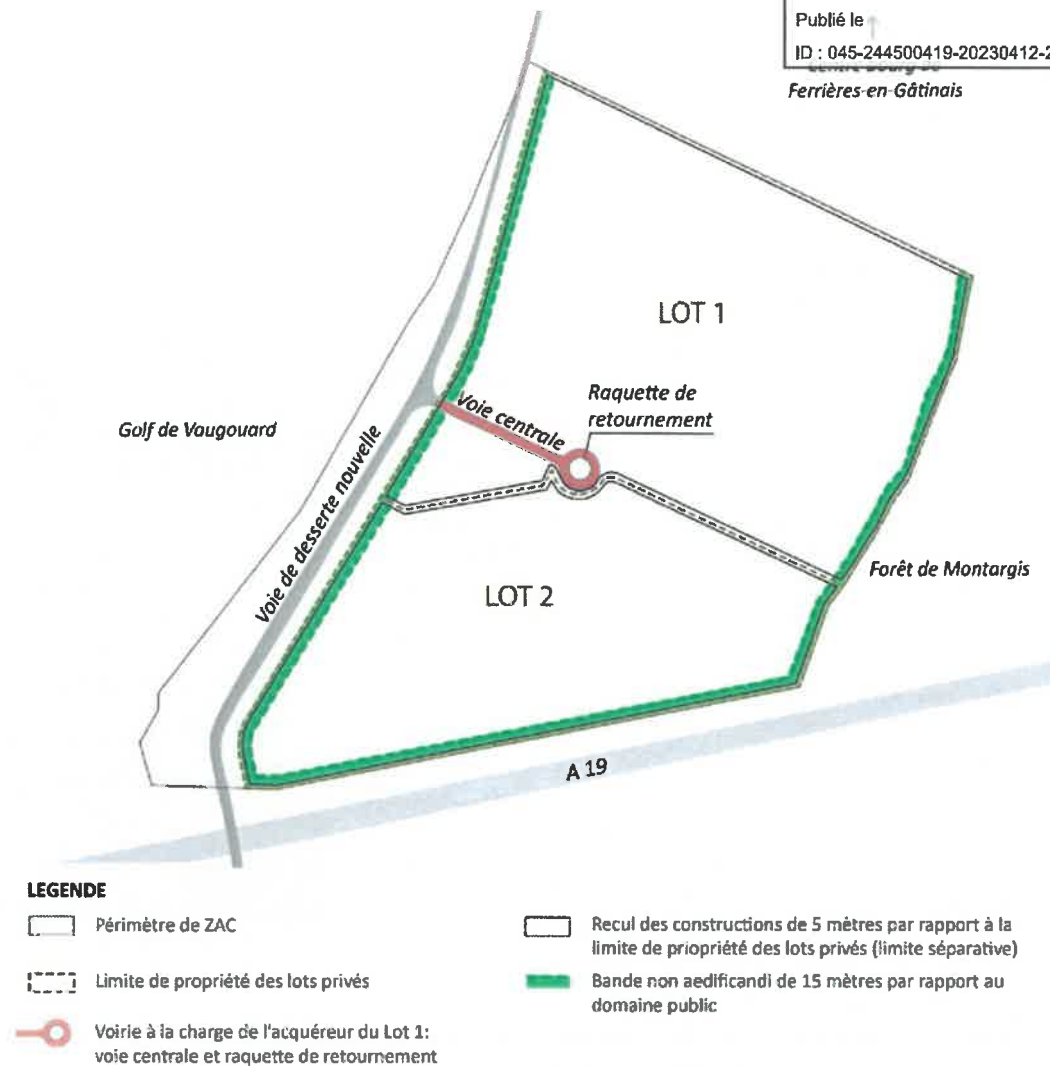 Publié le
ID : 045-244500419-20230412-2
Ferrières-en-Gâtinais
LOT 1
Raquette de
retournement
Voie centrale
Golf de Vaugouard
Voie de desserte nouvelle
Forêt de Montargis
LOT 2
A 19
LEGENDE
Périmètre de ZAC
Limite de propriété des lots privés
Voirie à la charge de l'acquéreur du Lot 1:
voie centrale et raquette de retournement
Recul des constructions de 5 mètres par rapport à la
limite de priopriété des lots privés (limite séparative)
Bande non aedificandi de 15 mètres par rapport au
domaine public